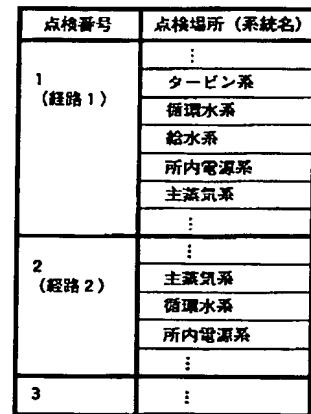 点検番号 点検場所（系統名）
1
（経路１）
⋮
タービン系
循環水系
給水系
所内電源系
主蒸気系
⋮
2
（経路２）
⋮
主蒸気系
循環水系
所内電源系
⋮
3 ⋮